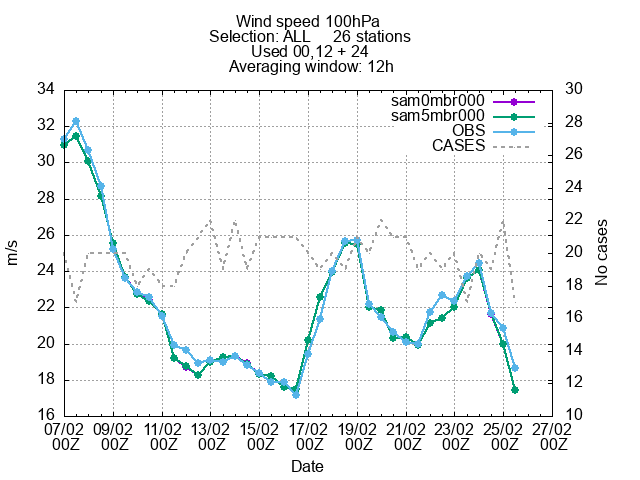 Wind speed 100hPa
Selection: ALL 26 stations
Used 00,12 + 24
Averaging window: 12h
sam0mbr000
sam5mbr000
OBS
CASES
34 32 30 28 26 24 22 20 18 16
30 28 26 24 22 20 18 16 14 12 10
m/s
No cases
07/02 09/02 11/02 13/02 15/02 17/02 19/02 21/02 23/02 25/02 27/02
00Z 00Z 00Z 00Z 00Z 00Z 00Z 00Z 00Z 00Z 00Z
Date